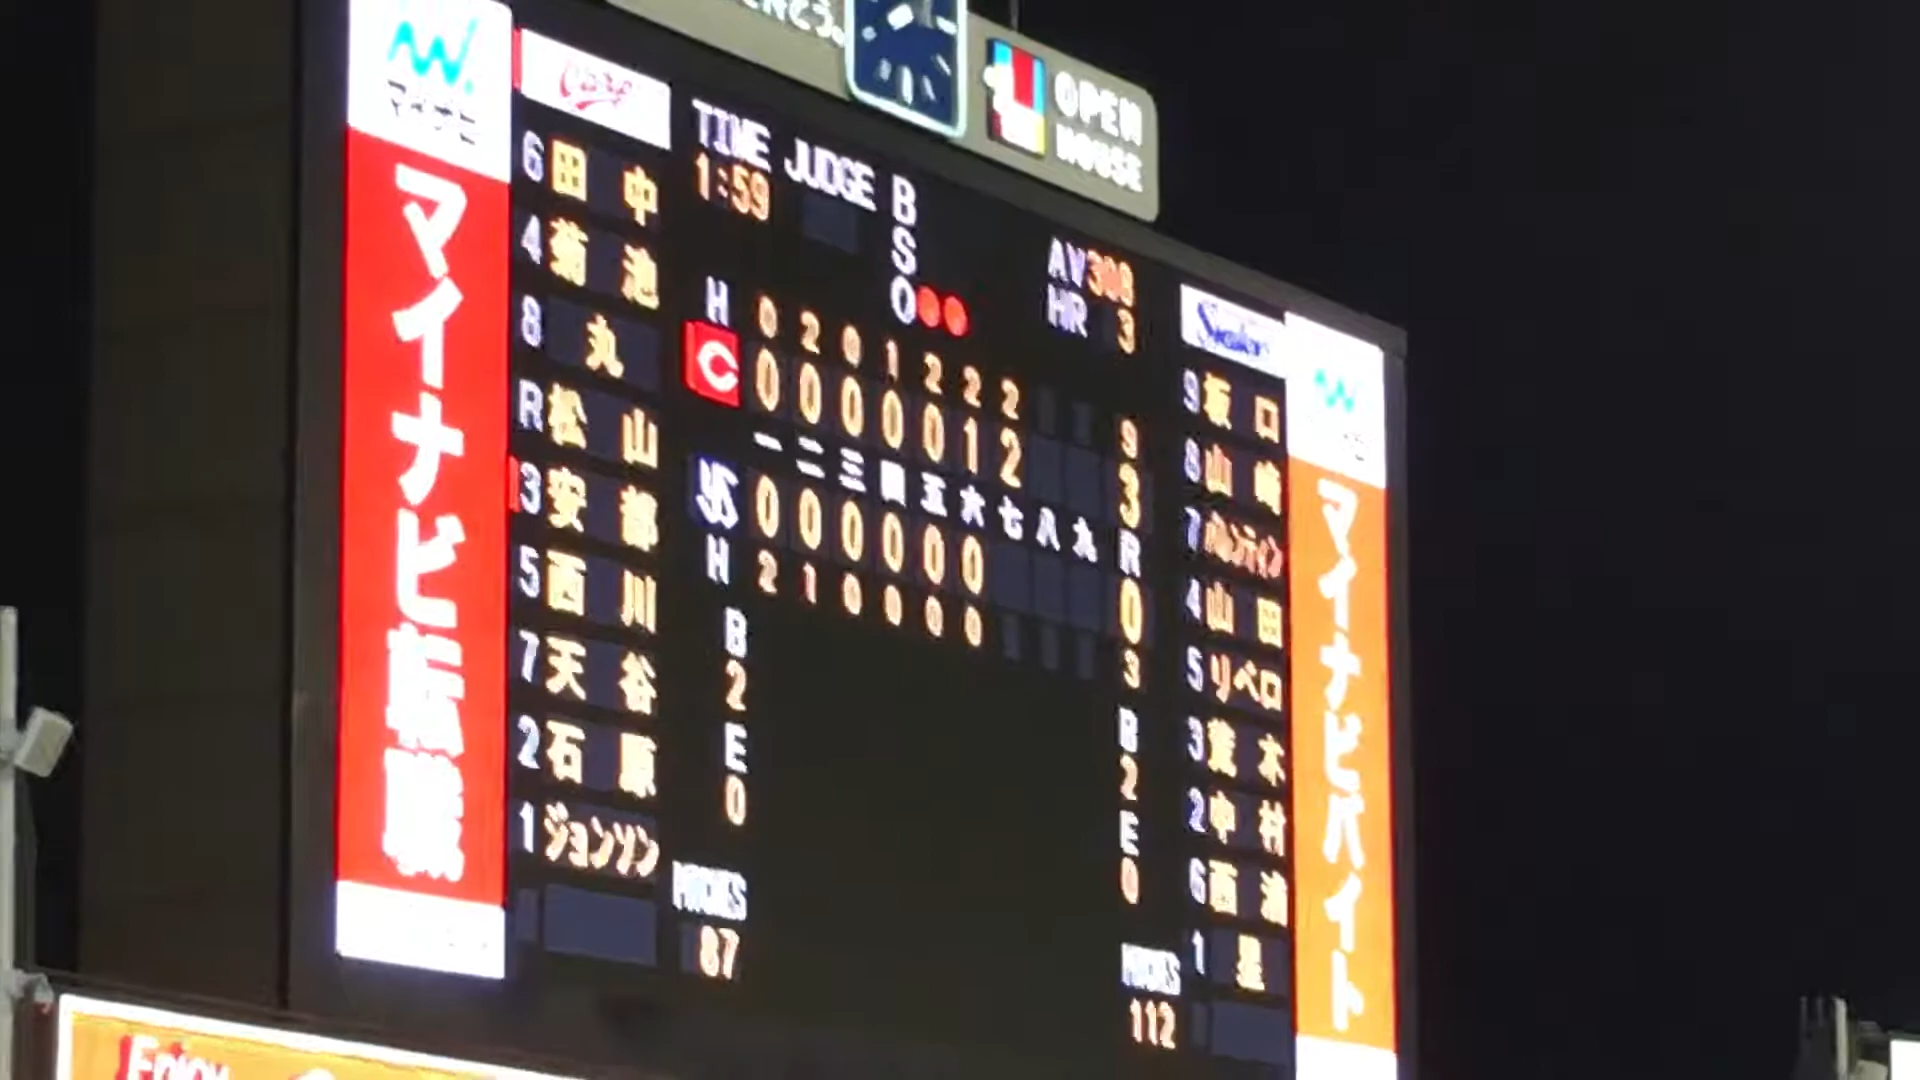 マイナビ
マイナビ転職
Carp
6 田中
4 菊池
8 丸
R 松山
3 安部
5 西川
7 天谷
2 石原
1 ジョンソン
TIME
1:59
JUDGE
B
S
O
AV 308
HR 3
OPEN
HOUSE
H 0 2 0 1 2 2 2 9
C 0 0 0 0 0 1 2 3
一 二 三 四 五 六 七 八 九 R
YS 0 0 0 0 0 0 0
H 2 1 0 0 0 0 3
B
2
E
0
PITCHES
87
B
2
E
0
PITCHES
112
Swallows
9 坂口
8 山崎
7 バレンティン
4 山田
5 リベロ
3 荒木
2 中村
6 西浦
1 星
マイナビバイト
Enjoy